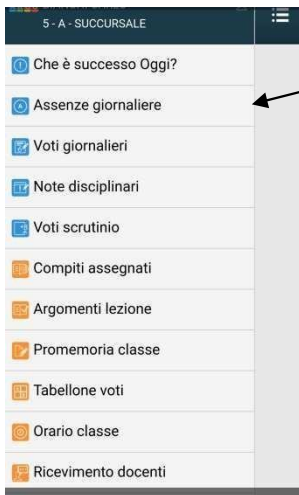 5 - A - SUCCURSALE
Che è successo Oggi?
Assenze giornaliere
Voti giornalieri
Note disciplinari
Voti scrutinio
Compiti assegnati
Argomenti lezione
Promemoria classe
Tabellone voti
Orario classe
Ricevimento docenti